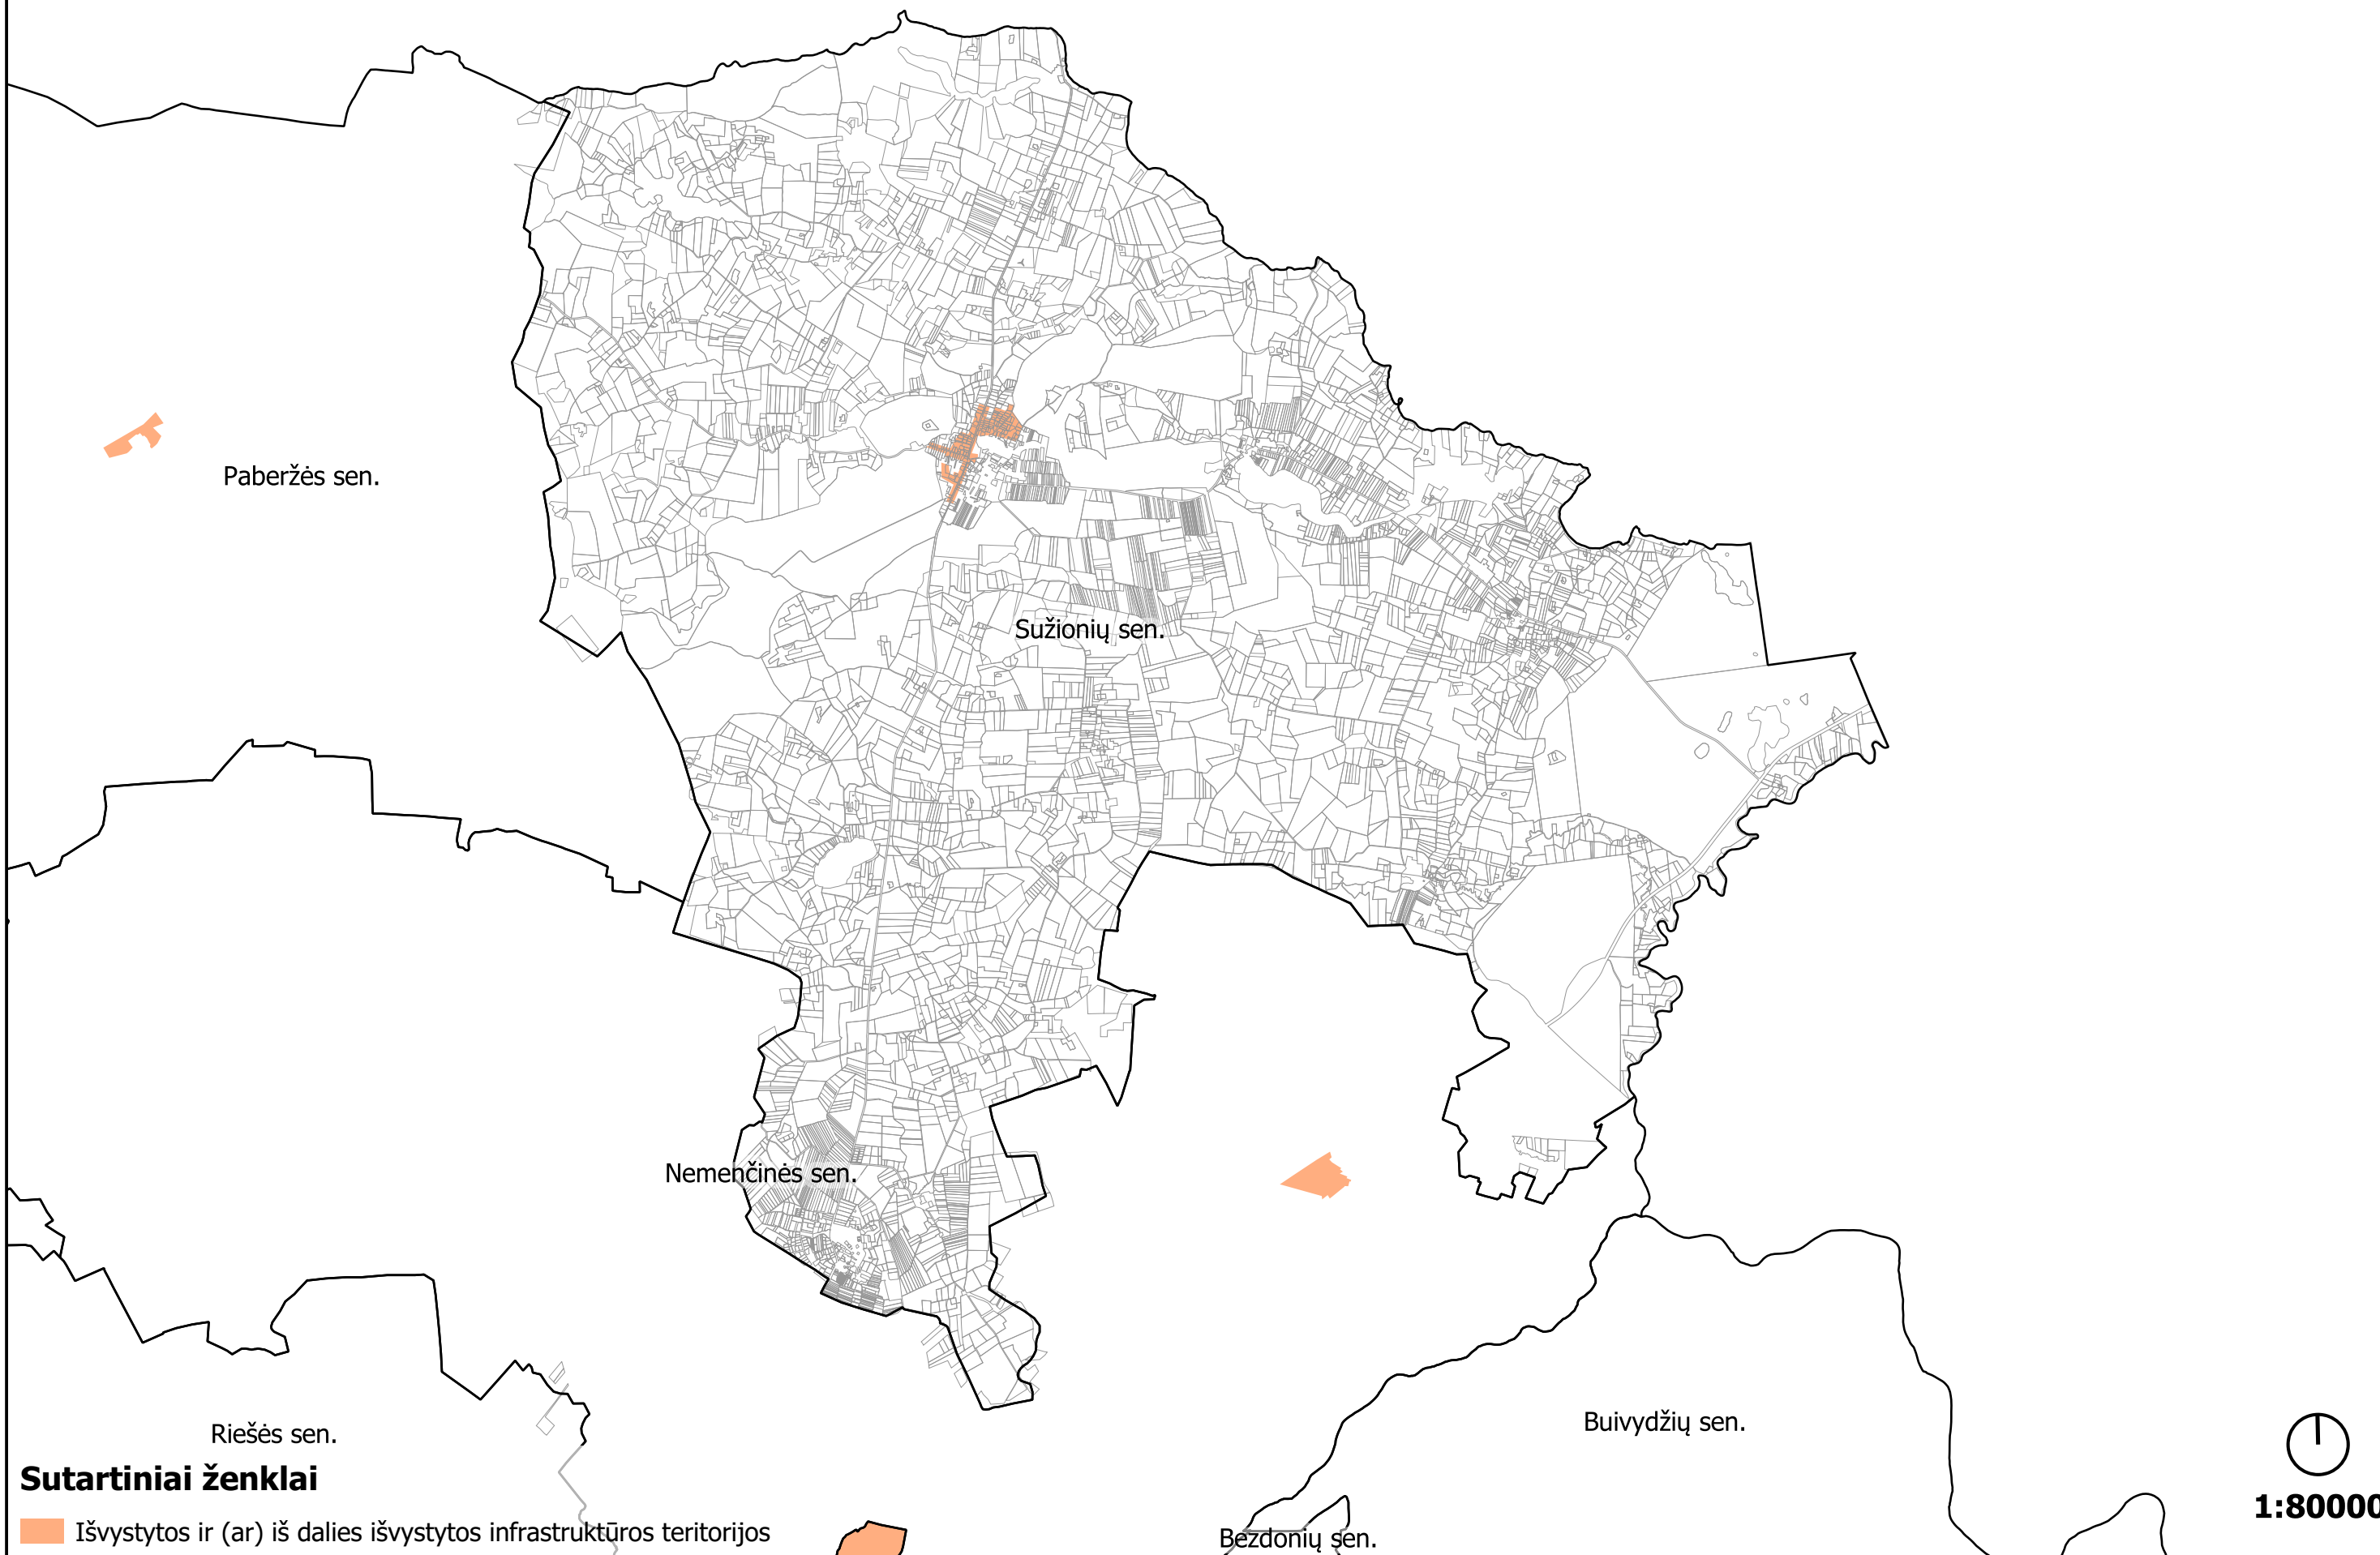 Paberžės sen.
Sužionių sen.
Nemenčinės sen.
Buivydžių sen.
Riešės sen.
Sutartiniai ženklai
1:80000
Išvystytos ir (ar) iš dalies išvystytos infrastruktūros teritorijos
Bezdonių sen.